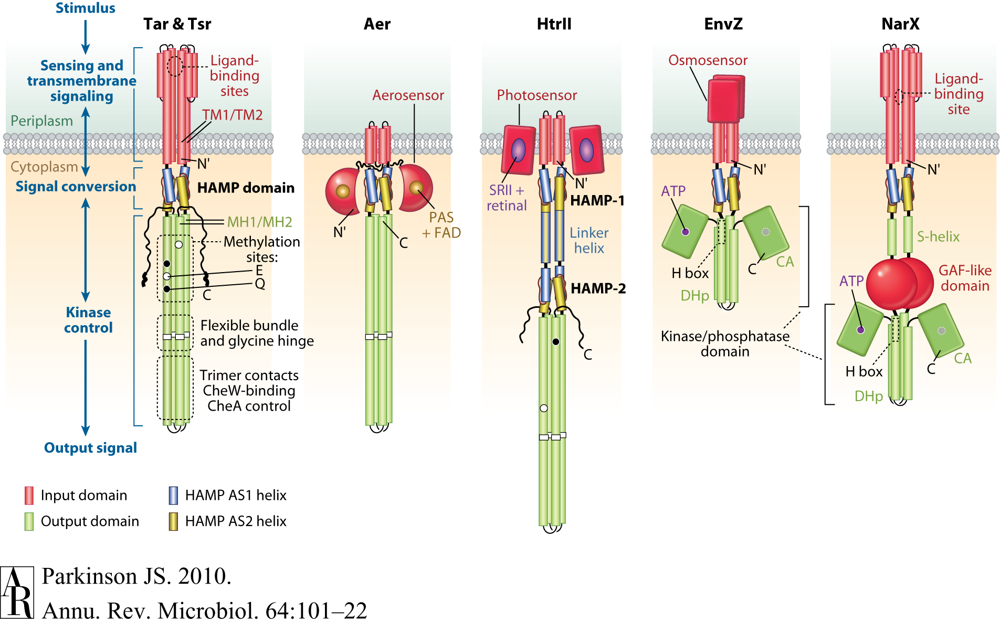 Stimulus
Sensing and
transmembrane
signaling
Periplasm
Cytoplasm
Signal conversion
Kinase
control
Output signal
Tar & Tsr
Ligand-
binding
sites
TM1/TM2
N'
HAMP domain
MH1/MH2
Methylation
sites:
E
Q
C
Flexible bundle
and glycine hinge
Trimer contacts
CheW-binding
CheA control
Aer
Aerosensor
N'
PAS
+ FAD
C
HtrII
Photosensor
N'
SRII +
retinal
HAMP-1
Linker
helix
HAMP-2
C
EnvZ
Osmosensor
N'
ATP
H box
C
CA
DHp
Kinase/phosphatase
domain
NarX
Ligand-
binding
site
N'
S-helix
GAF-like
domain
ATP
H box
C
CA
DHp
Input domain
Output domain
HAMP AS1 helix
HAMP AS2 helix
AR
Parkinson JS. 2010.
Annu. Rev. Microbiol. 64:101–22